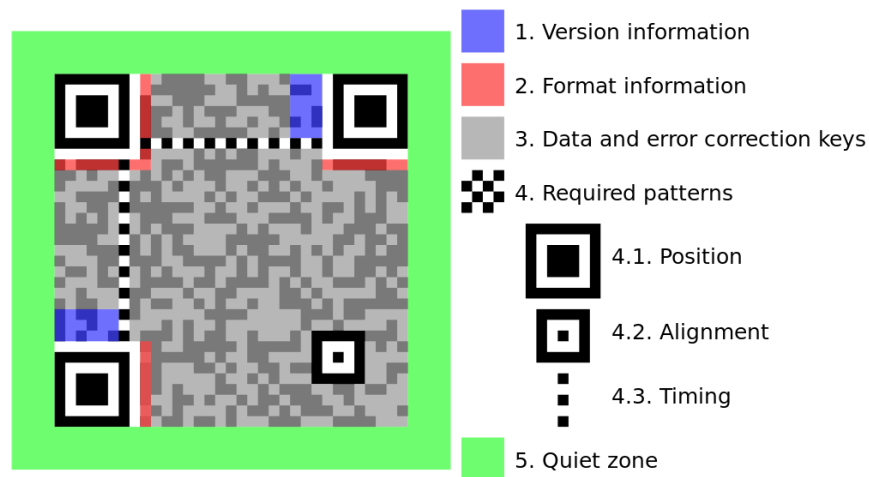 1. Version information
2. Format information
3. Data and error correction keys
4. Required patterns
4.1. Position
4.2. Alignment
4.3. Timing
5. Quiet zone